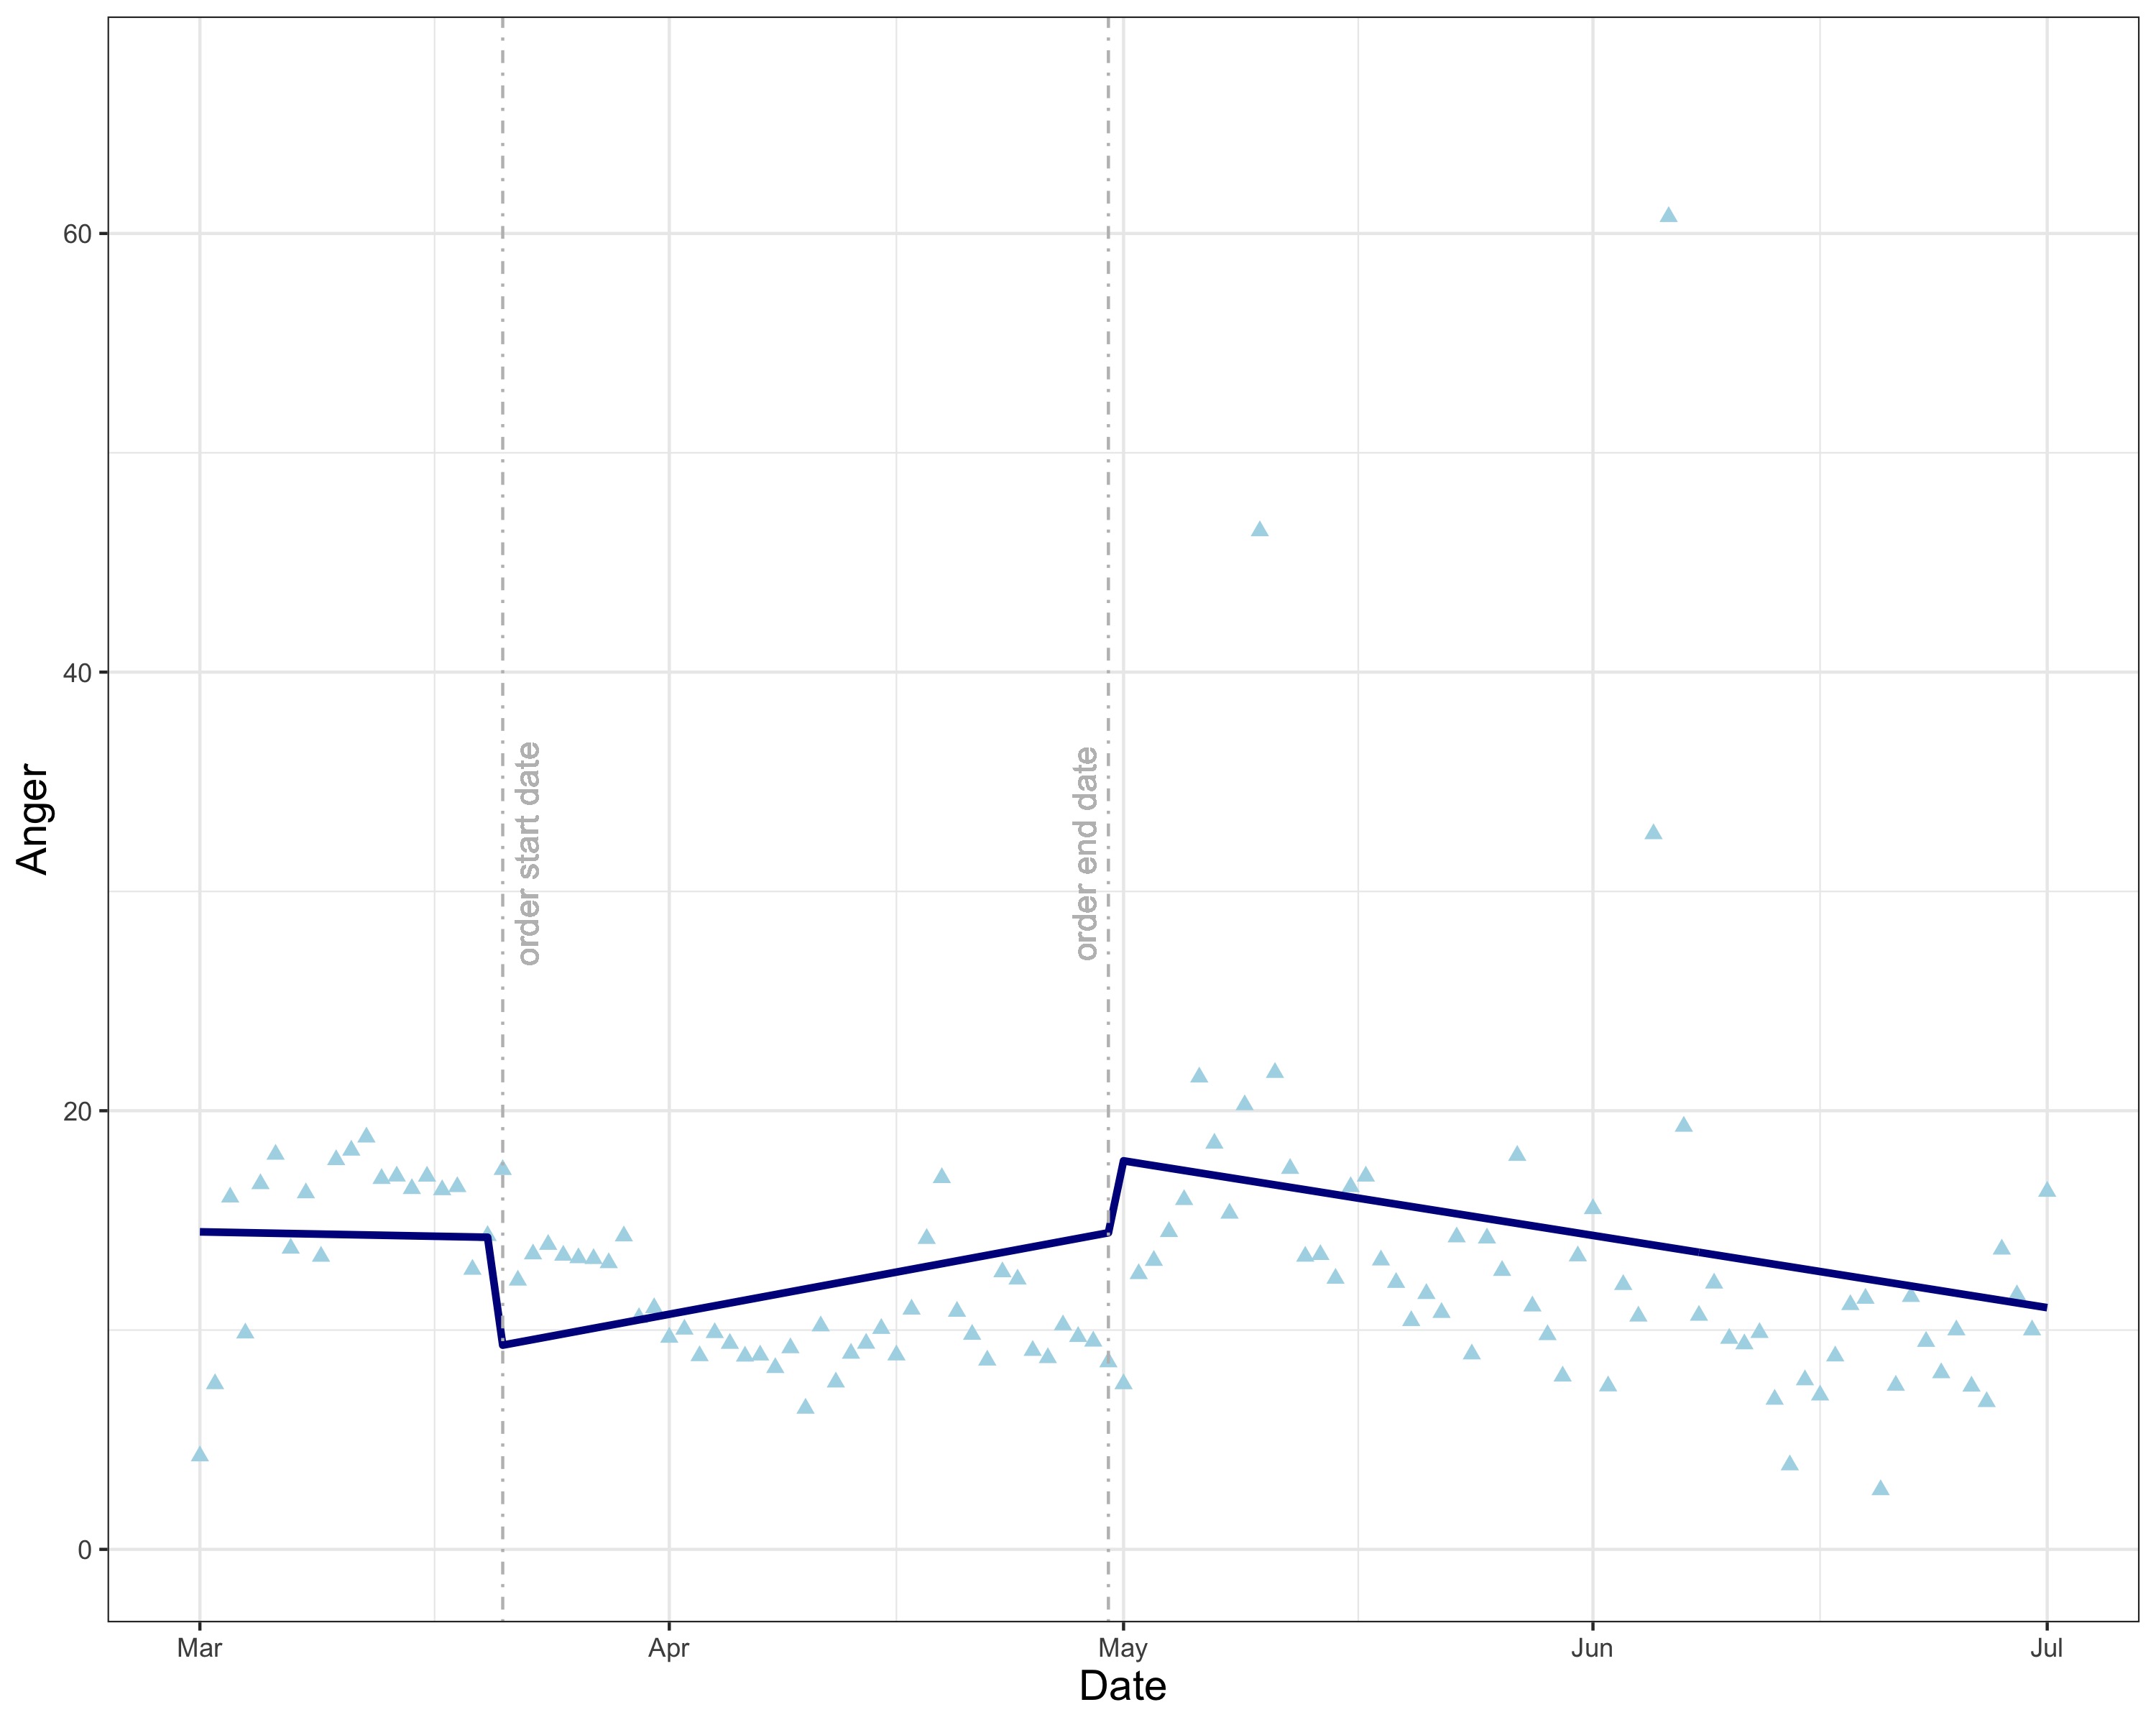 Anger
60
40
20
0
order start date
order end date
Mar
Apr
May
Jun
Jul
Date